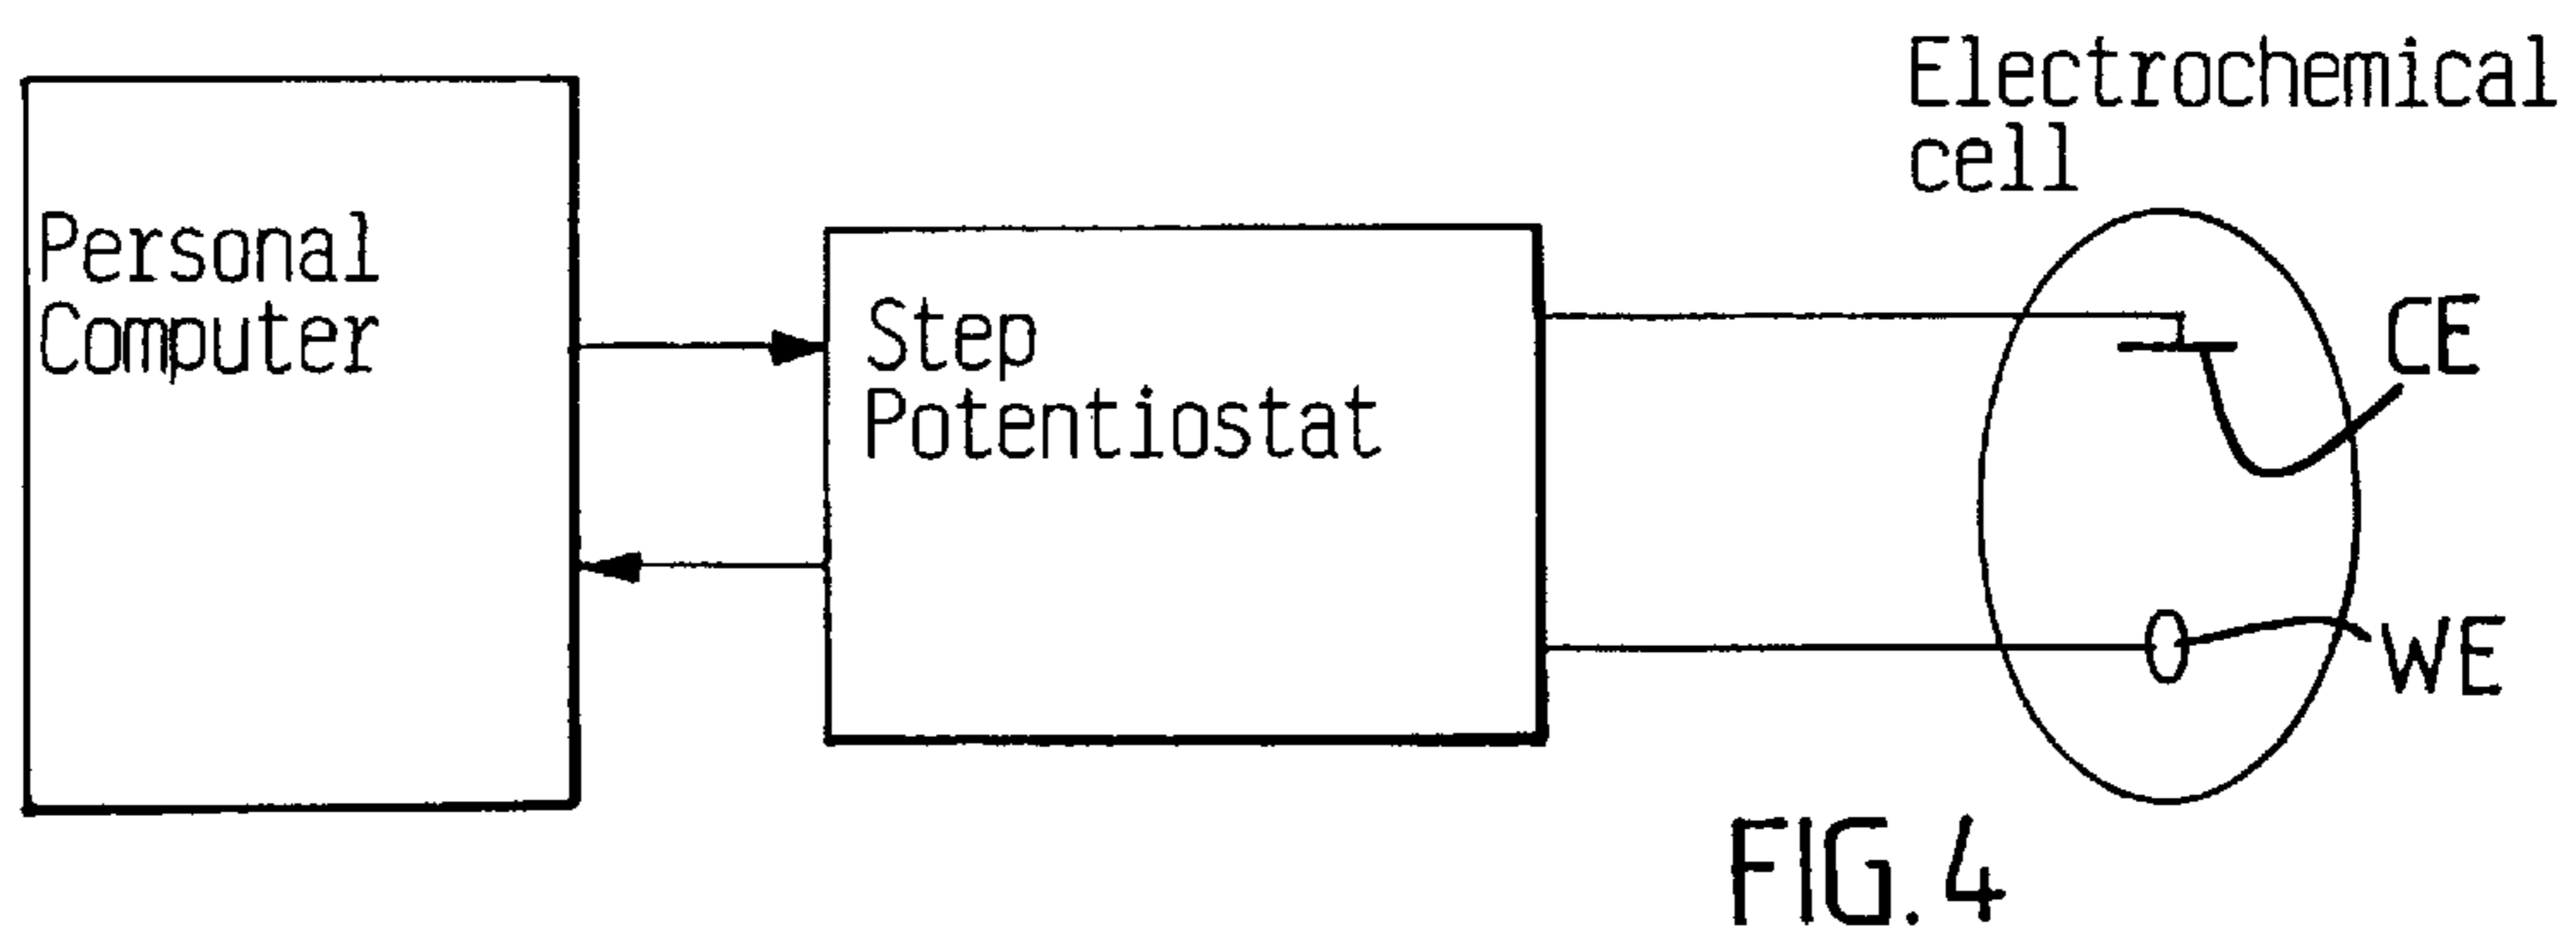 Personal
Computer
Step
Potentiostat
Electrochemical
cell
CE
WE
FIG. 4